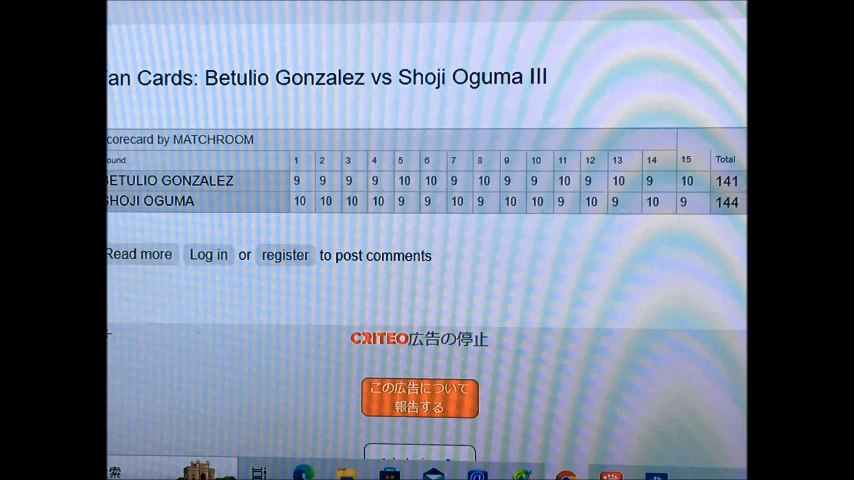 an Cards: Betulio Gonzalez vs Shoji Oguma III
corecard by MATCHROOM
ound 1 2 3 4 5 6 7 8 9 10 11 12 13 14 15 Total
BETULIO GONZALEZ 9 9 9 9 10 10 9 10 9 9 10 9 10 9 10 141
SHOJI OGUMA 10 10 10 10 9 9 10 9 10 10 9 10 9 10 9 144
Read more Log in or register to post comments
CRITEO広告の停止
この広告について
報告する
索